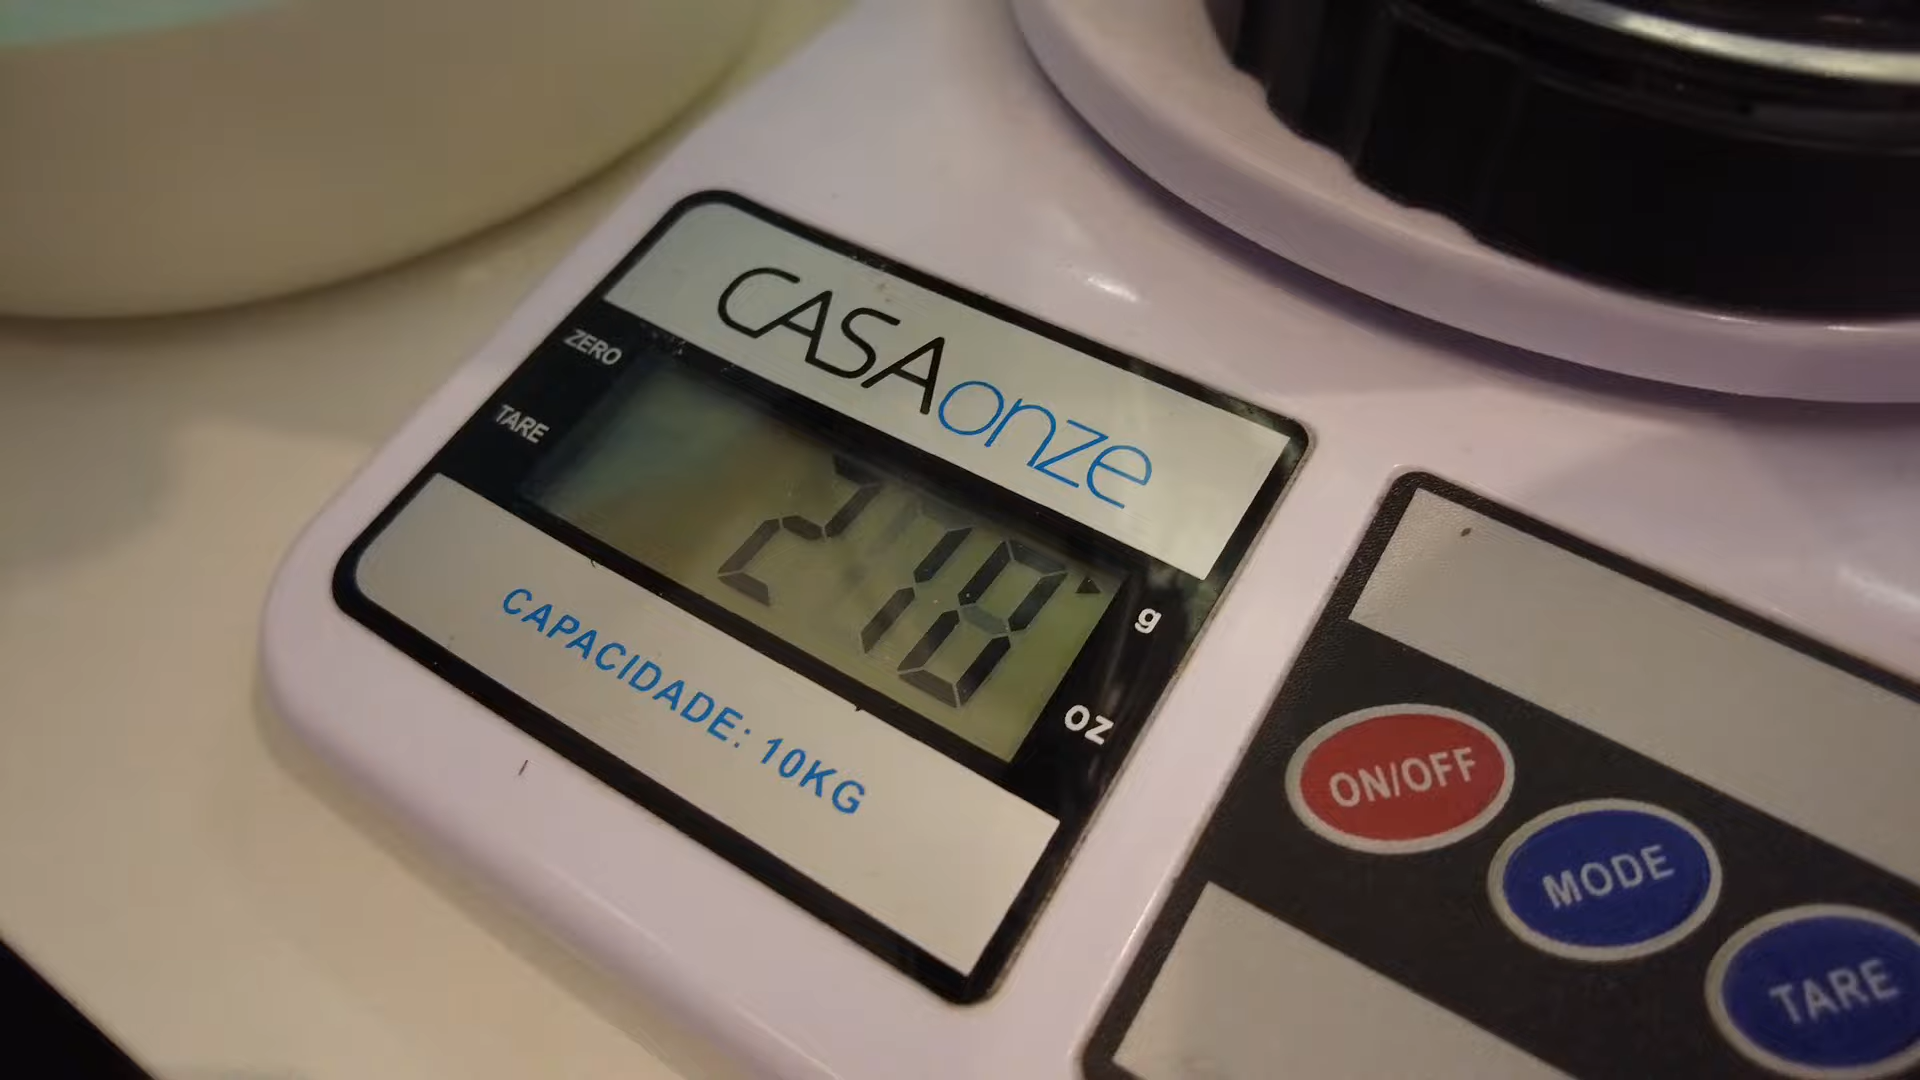 CASAonze
ZERO
TARE
218
g
oz
CAPACIDADE: 10KG
ON/OFF
MODE
TARE